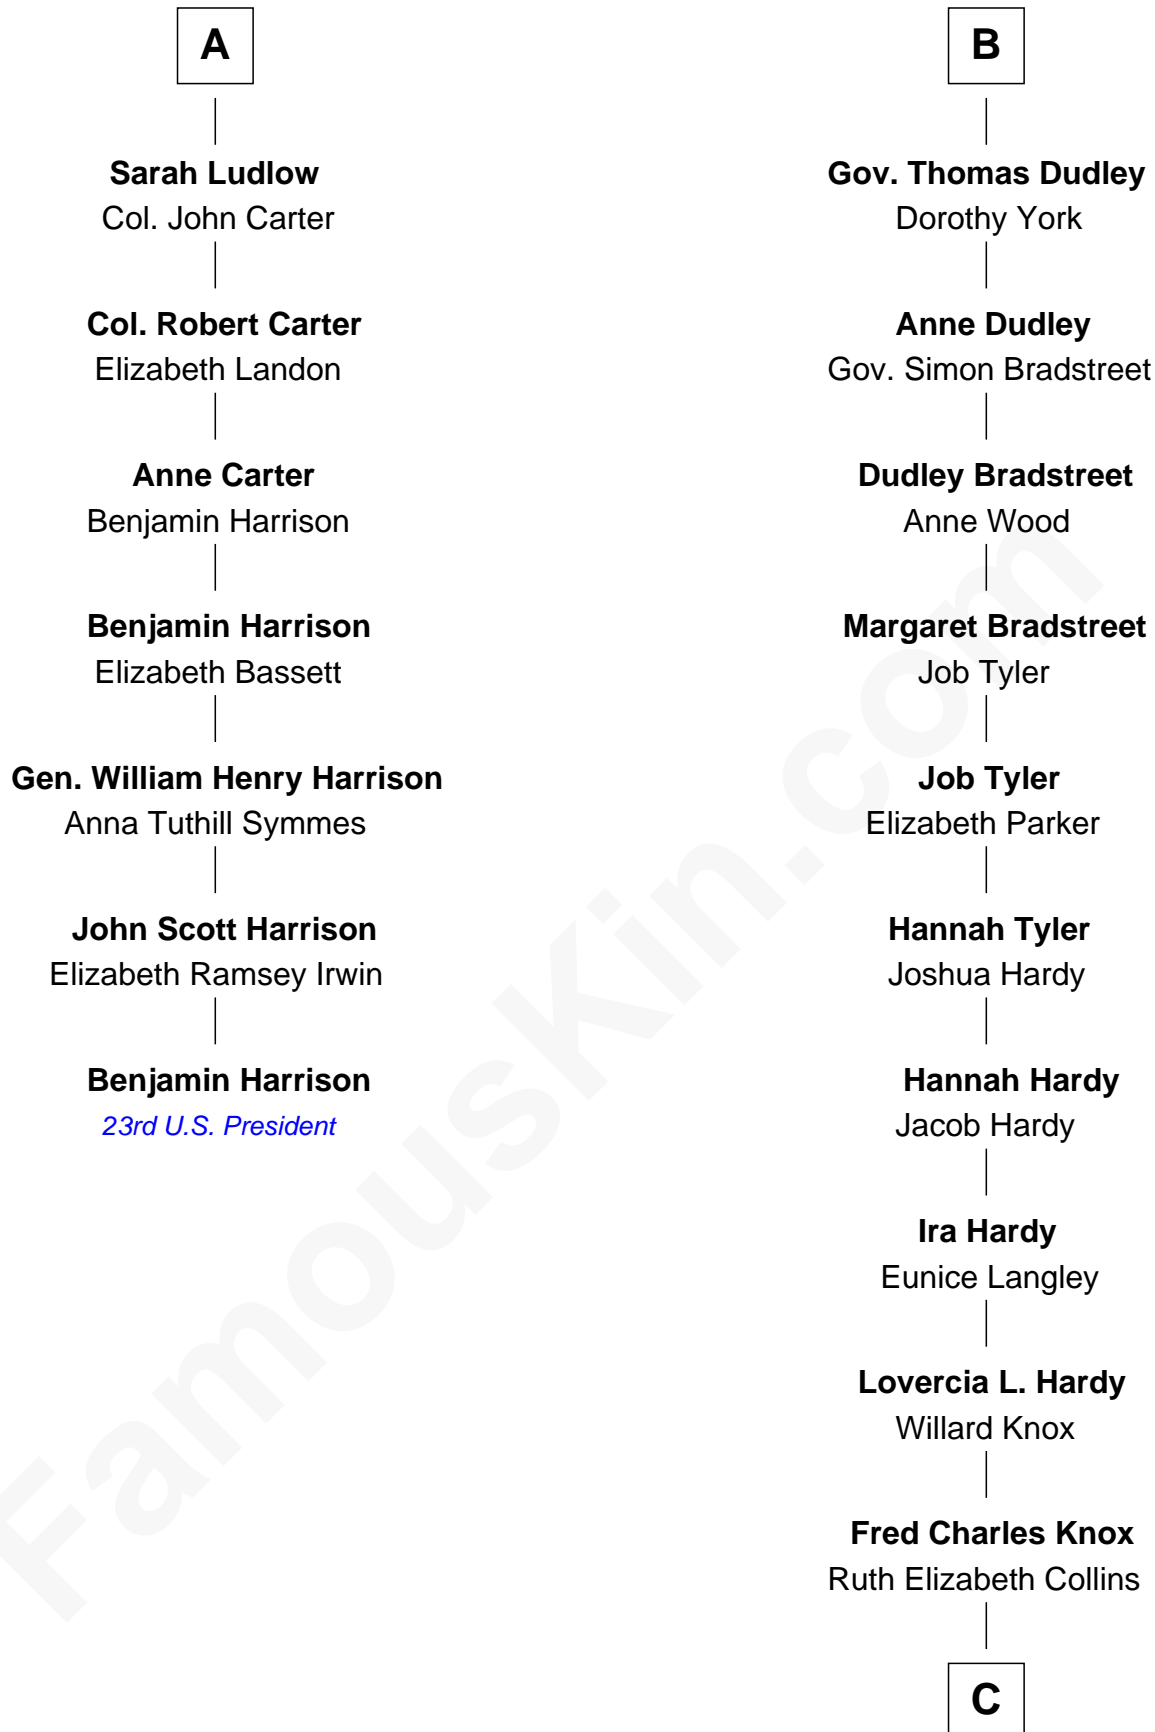 A
Sarah Ludlow
Col. John Carter
Col. Robert Carter
Elizabeth Landon
Anne Carter
Benjamin Harrison
Benjamin Harrison
Elizabeth Bassett
Gen. William Henry Harrison
Anna Tuthill Symmes
John Scott Harrison
Elizabeth Ramsey Irwin
Benjamin Harrison
23rd U.S. President
B
Gov. Thomas Dudley
Dorothy York
Anne Dudley
Gov. Simon Bradstreet
Dudley Bradstreet
Anne Wood
Margaret Bradstreet
Job Tyler
Job Tyler
Elizabeth Parker
Hannah Tyler
Joshua Hardy
Hannah Hardy
Jacob Hardy
Ira Hardy
Eunice Langley
Lovercia L. Hardy
Willard Knox
Fred Charles Knox
Ruth Elizabeth Collins
C
FamousKin.com